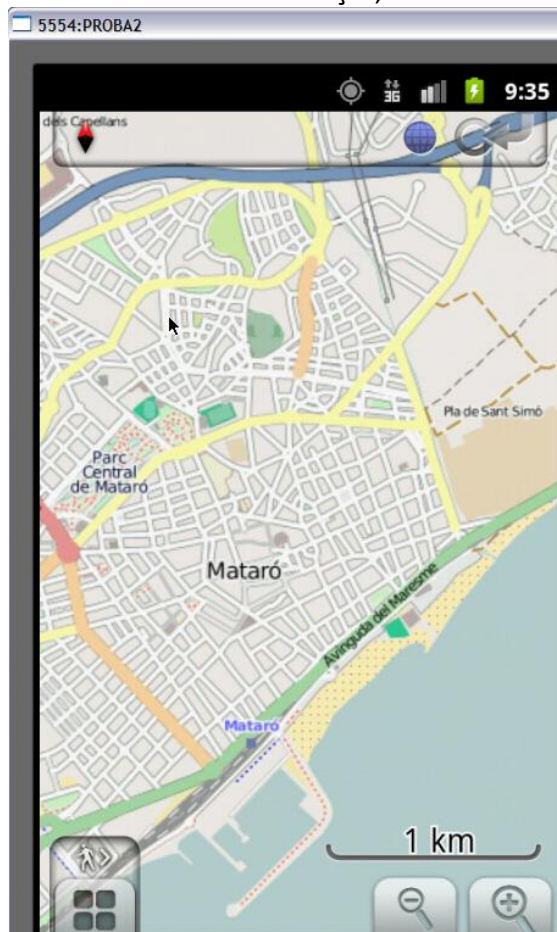 5554:PROBA2
3G
9:35
dels Capellans
Pla de Sant Simó
Parc
Central
de Mataró
Mataró
Avinguda del Maresme
Mataró
1 km